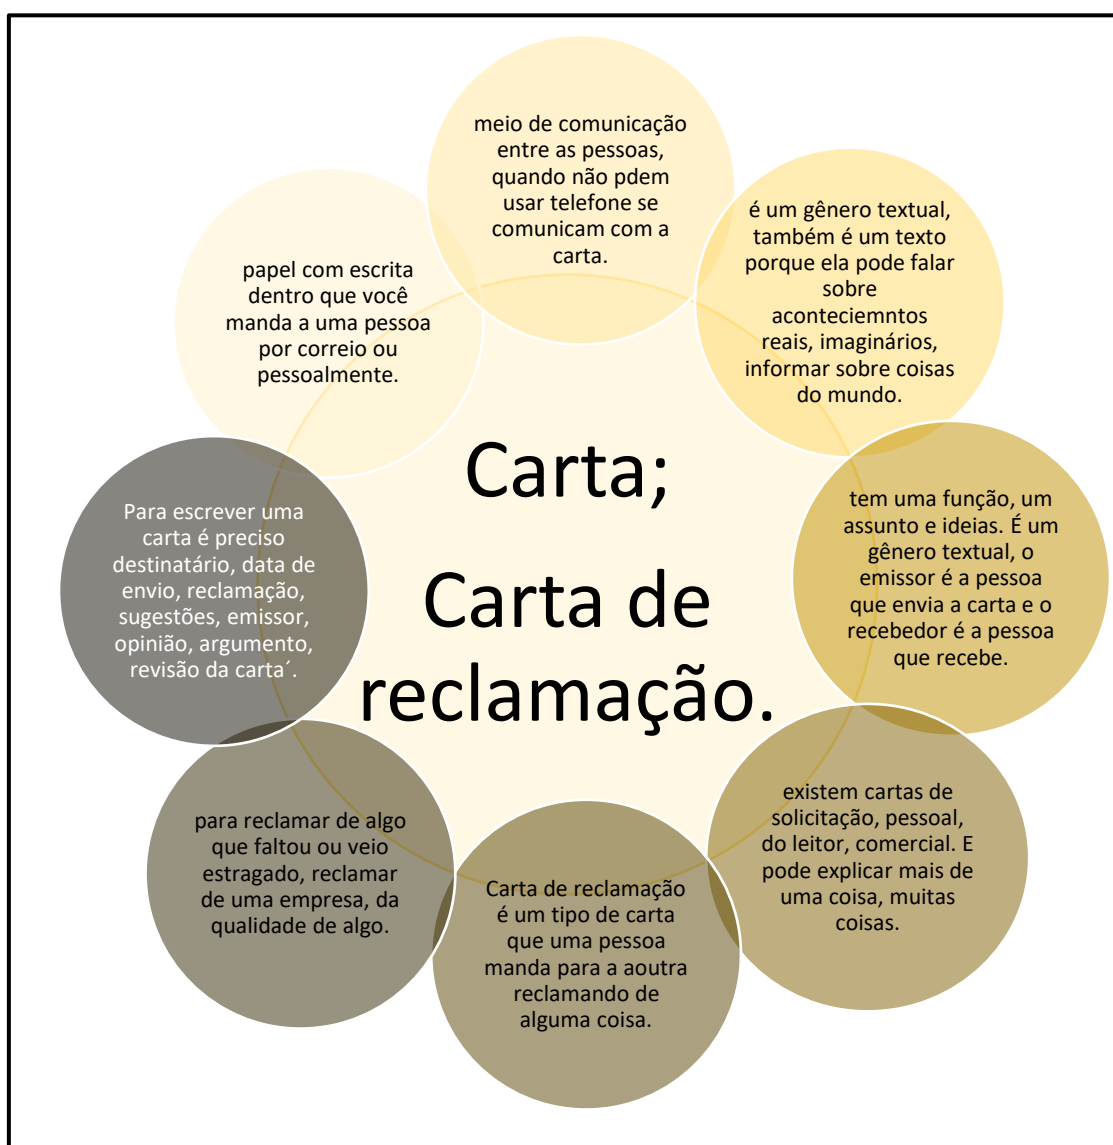 meio de comunicação
entre as pessoas,
quando não pdem
usar telefone se
comunicam com a
carta.
é um gênero textual,
também é um texto
porque ela pode falar
sobre
aconteciemntos
reais, imaginários,
informar sobre coisas
do mundo.
tem uma função, um
assunto e ideias. É um
gênero textual, o
emissor é a pessoa
que envia a carta e o
recebedor é a pessoa
que recebe.
existem cartas de
solicitação, pessoal,
do leitor, comercial. E
pode explicar mais de
uma coisa, muitas
coisas.
Carta de reclamação
é um tipo de carta
que uma pessoa
manda para a aoutra
reclamando de
alguma coisa.
para reclamar de algo
que faltou ou veio
estragado, reclamar
de uma empresa, da
qualidade de algo.
Para escrever uma
carta é preciso
destinatário, data de
envio, reclamação,
sugestões, emissor,
opinião, argumento,
revisão da carta´.
papel com escrita
dentro que você
manda a uma pessoa
por correio ou
pessoalmente.
Carta;
Carta de
reclamação.